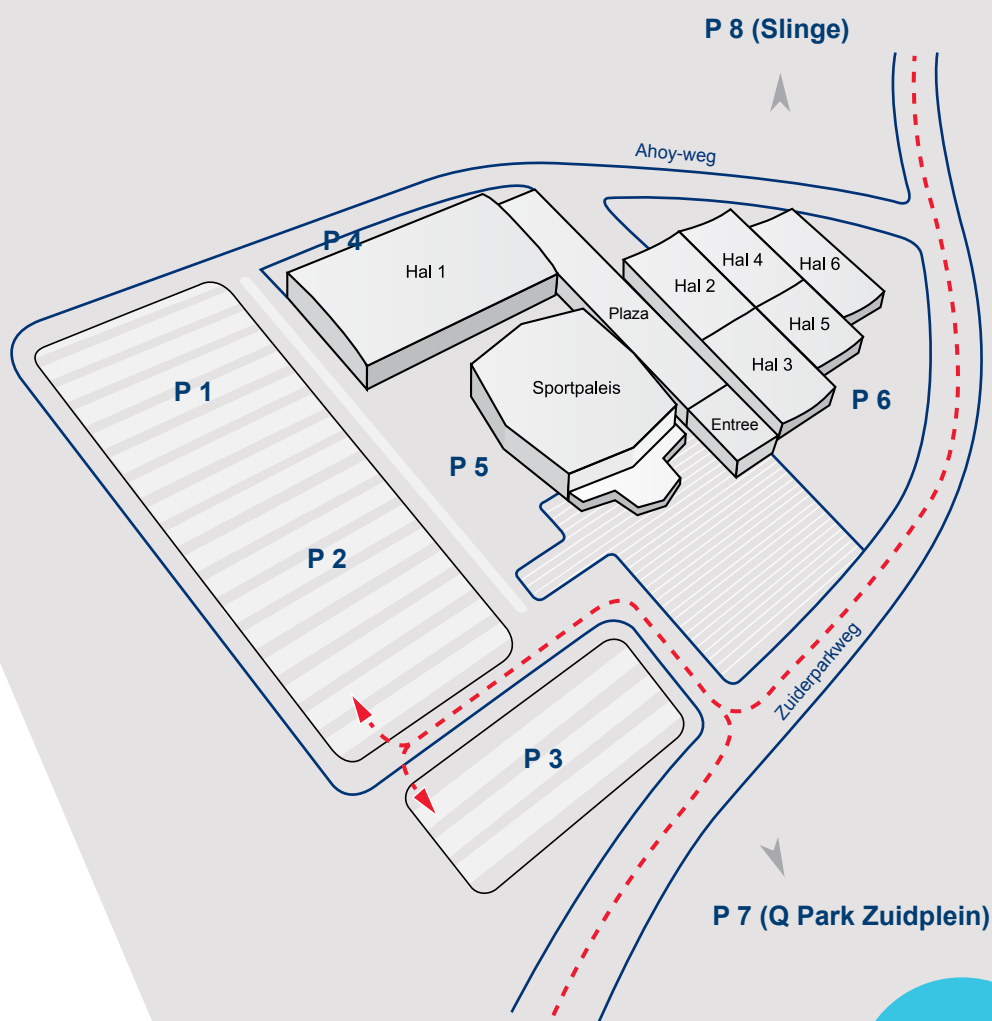 P 8 (Slinge)
Ahoy-weg
P 4
Hal 1
Hal 4
Hal 6
Hal 2
Plaza
Hal 5
Hal 3
Sportpaleis
P 1
P 6
Entree
P 5
P 2
Zuiderparkweg
P 3
P 7 (Q Park Zuidplein)